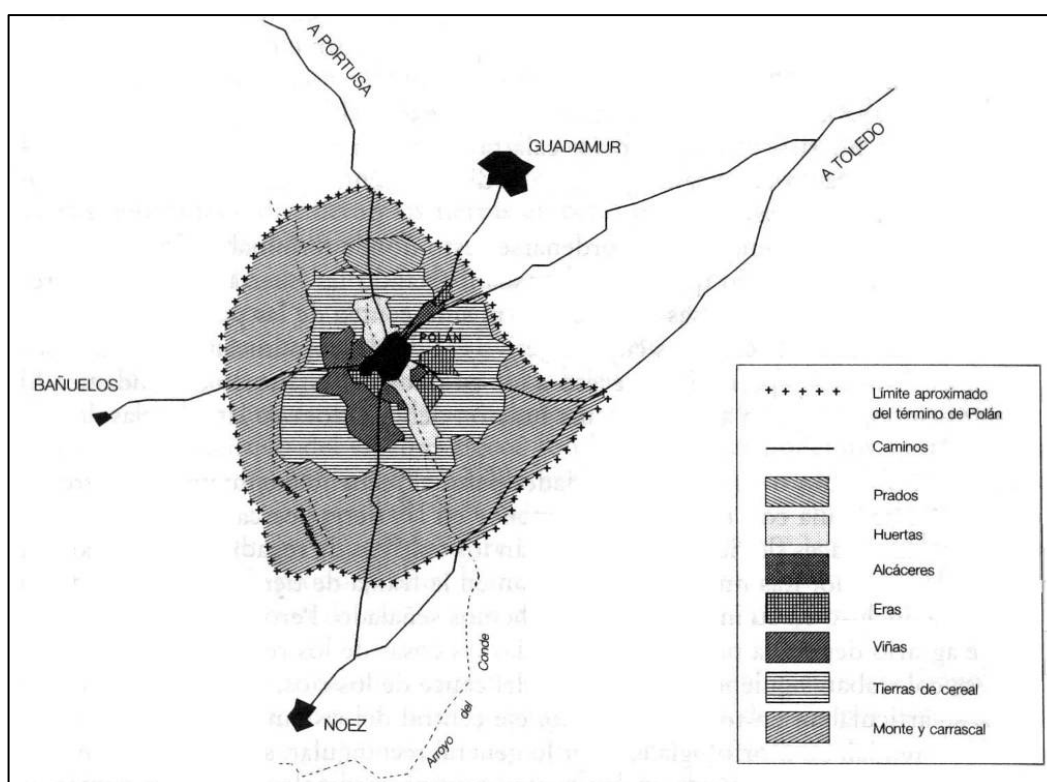 A PORTUSA
GUADAMUR
A TOLEDO
POLÁN
BAÑUELOS
NOEZ
Arroyo del Conde
Límite aproximado
del término de Polán
Caminos
Prados
Huertas
Alcáceres
Eras
Viñas
Tierras de cereal
Monte y carrascal